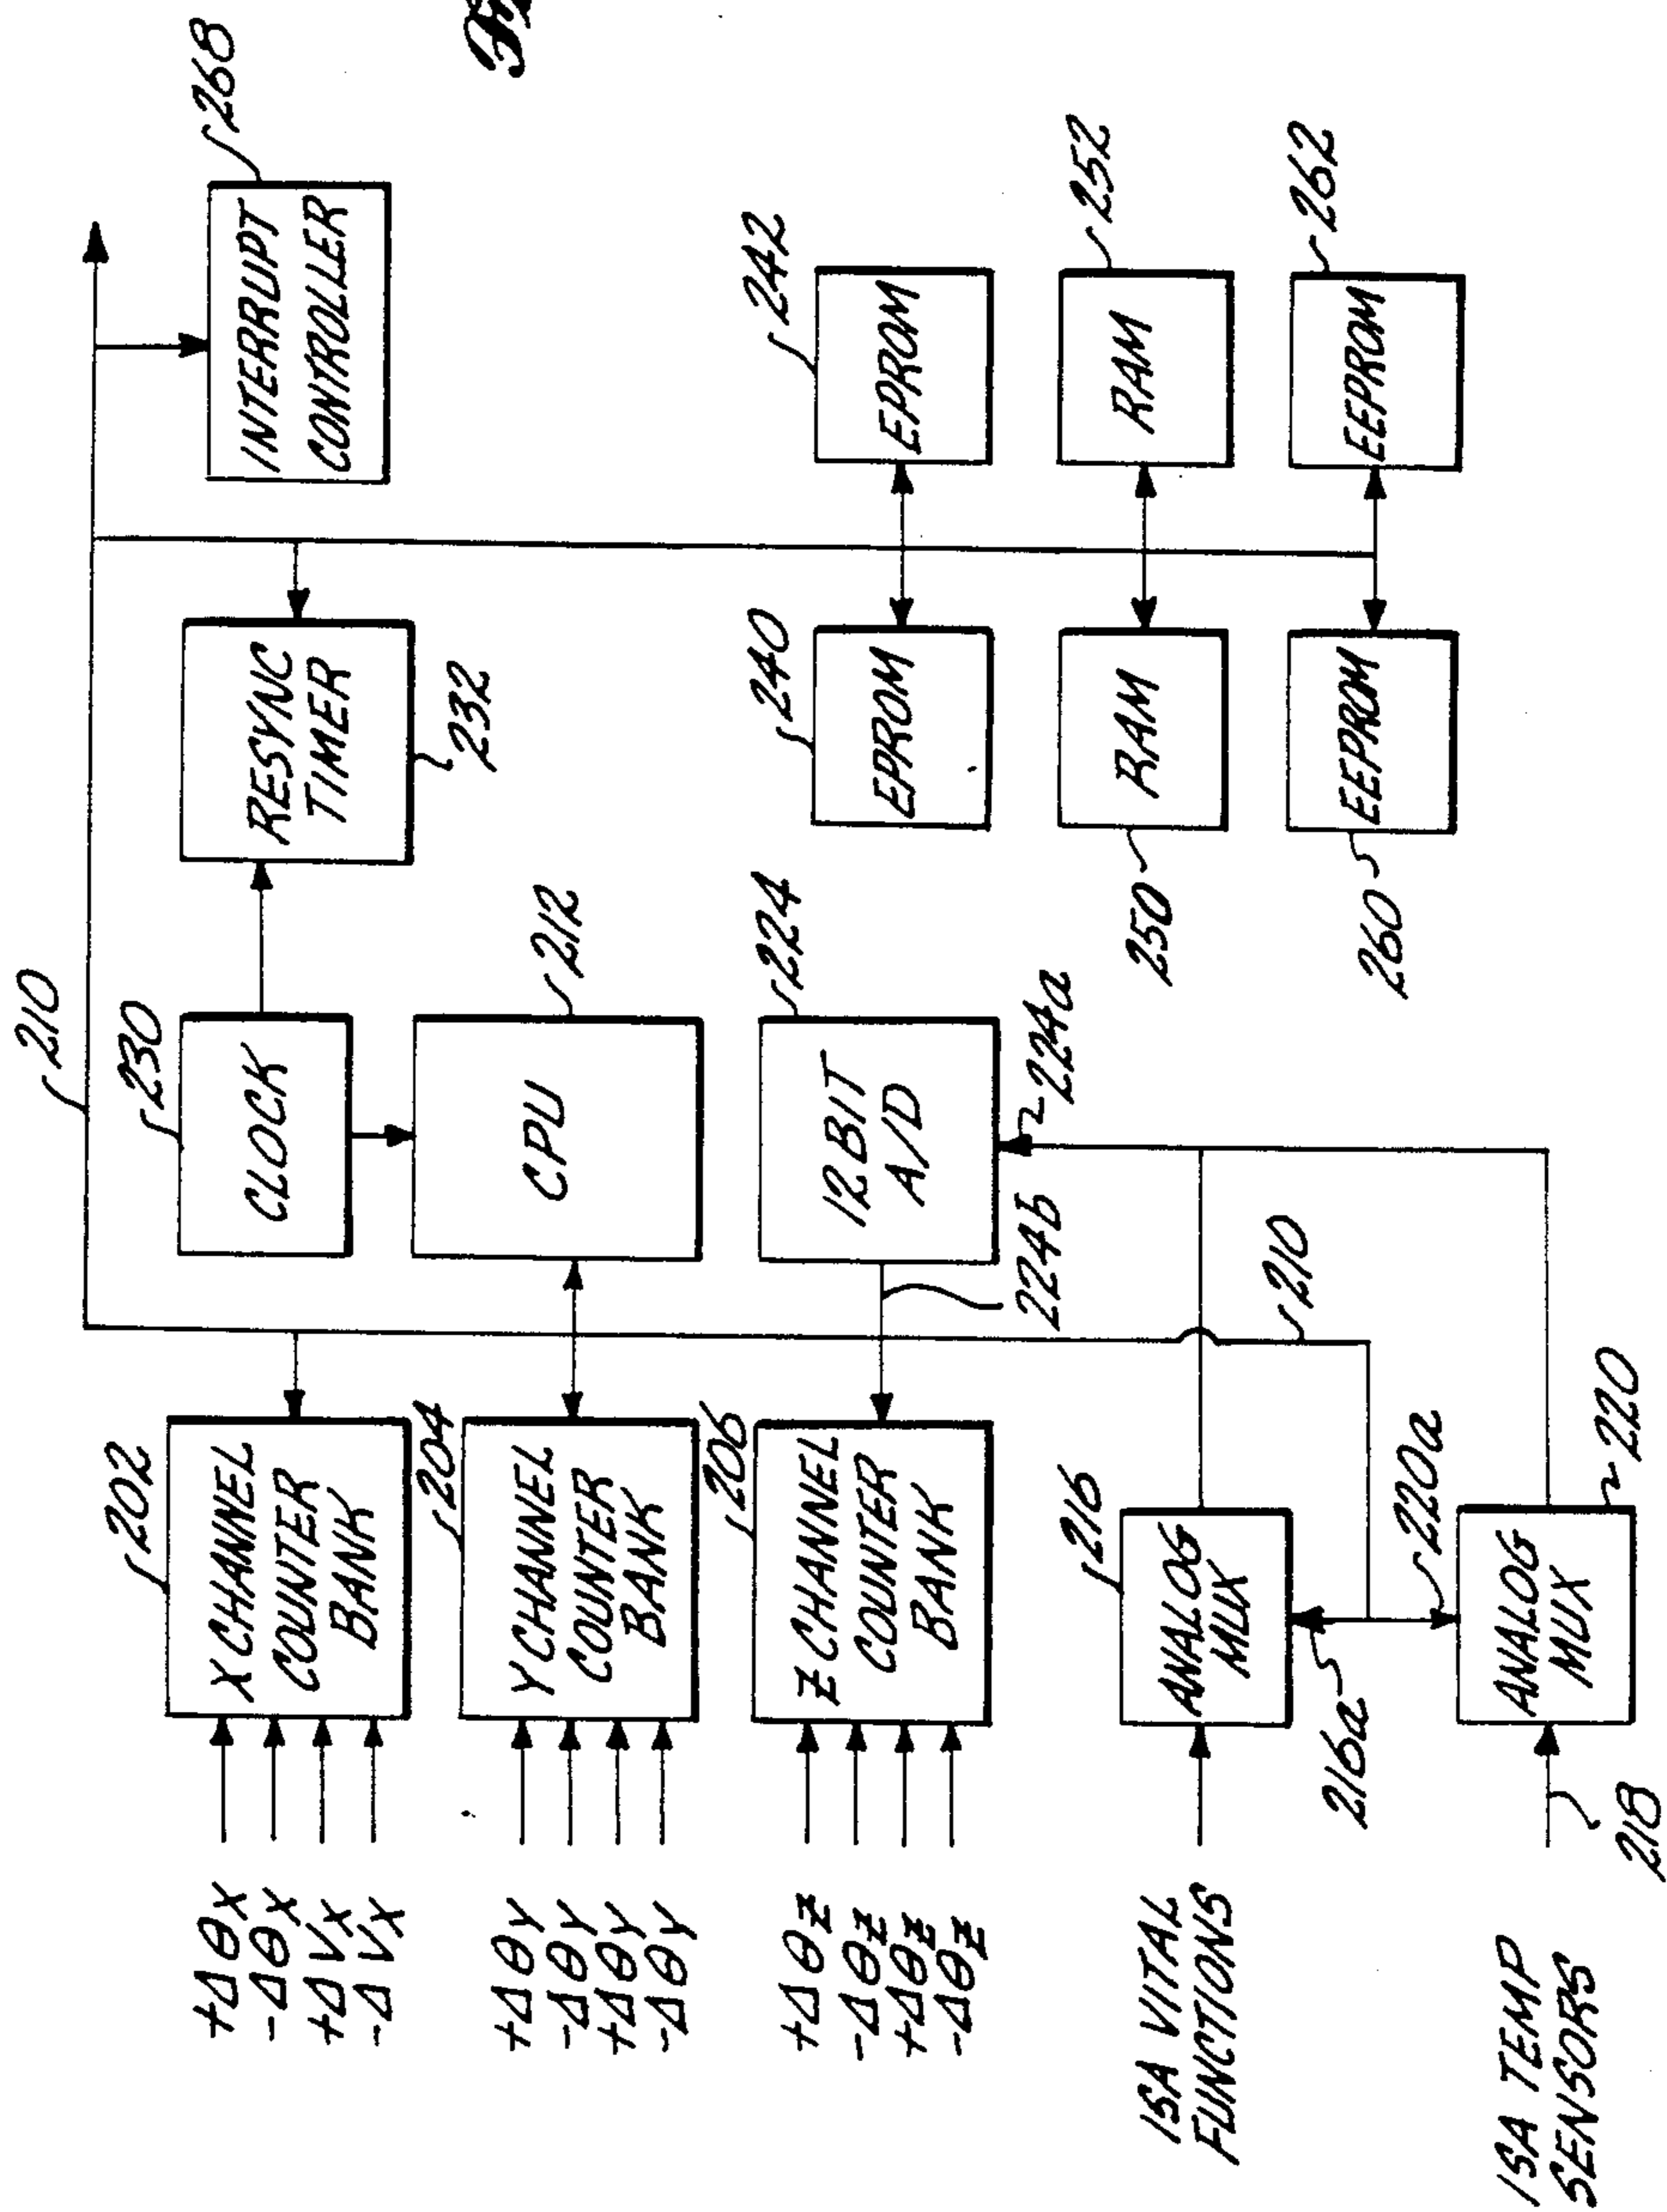 210
230
CLOCK
RESYNC
TIMER
232
INTERRUPT
CONTROLLER
268
202
X CHANNEL
COUNTER
BANK
+ΔθX
-ΔθX
+ΔVX
-ΔVX
204
Y CHANNEL
COUNTER
BANK
+ΔθY
-ΔθY
+ΔθY
-ΔθY
CPU
212
206
Z CHANNEL
COUNTER
BANK
+ΔθZ
-ΔθZ
+ΔθZ
-ΔθZ
12 BIT
A/D
224
224a
224b
240
EPROM
242
EPROM
RAM
250
RAM
252
EEPROM
260
EEPROM
262
ISA VITAL
FUNCTIONS
216
ANALOG
MUX
216a
210
220a
ISA TEMP
SENSORS
218
ANALOG
MUX
220